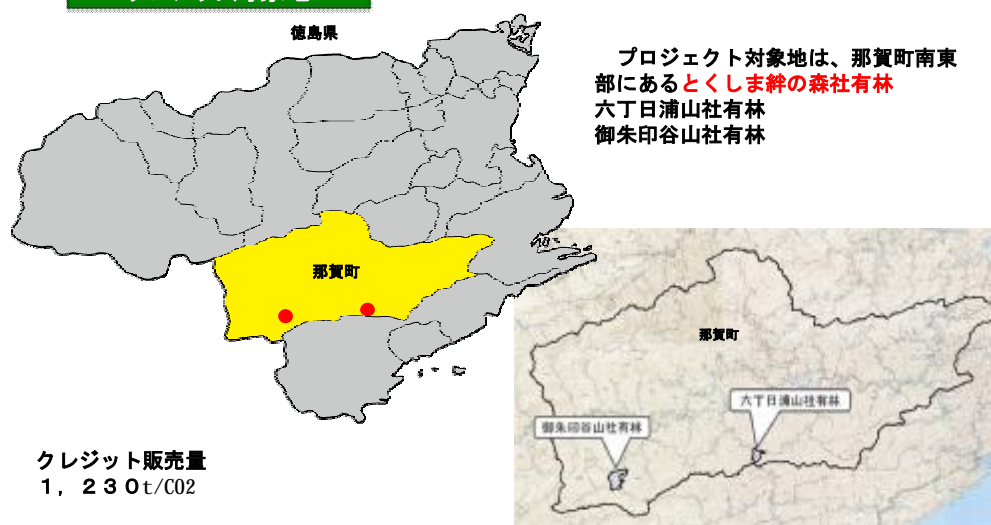 徳島県
プロジェクト対象地は、那賀町南東
部にあるとくしま絆の森社有林
六丁日浦山社有林
御朱印谷山社有林
那賀町
那賀町
六丁日浦山社有林
御朱印谷山社有林
クレジット販売量
１，２３０t/CO2